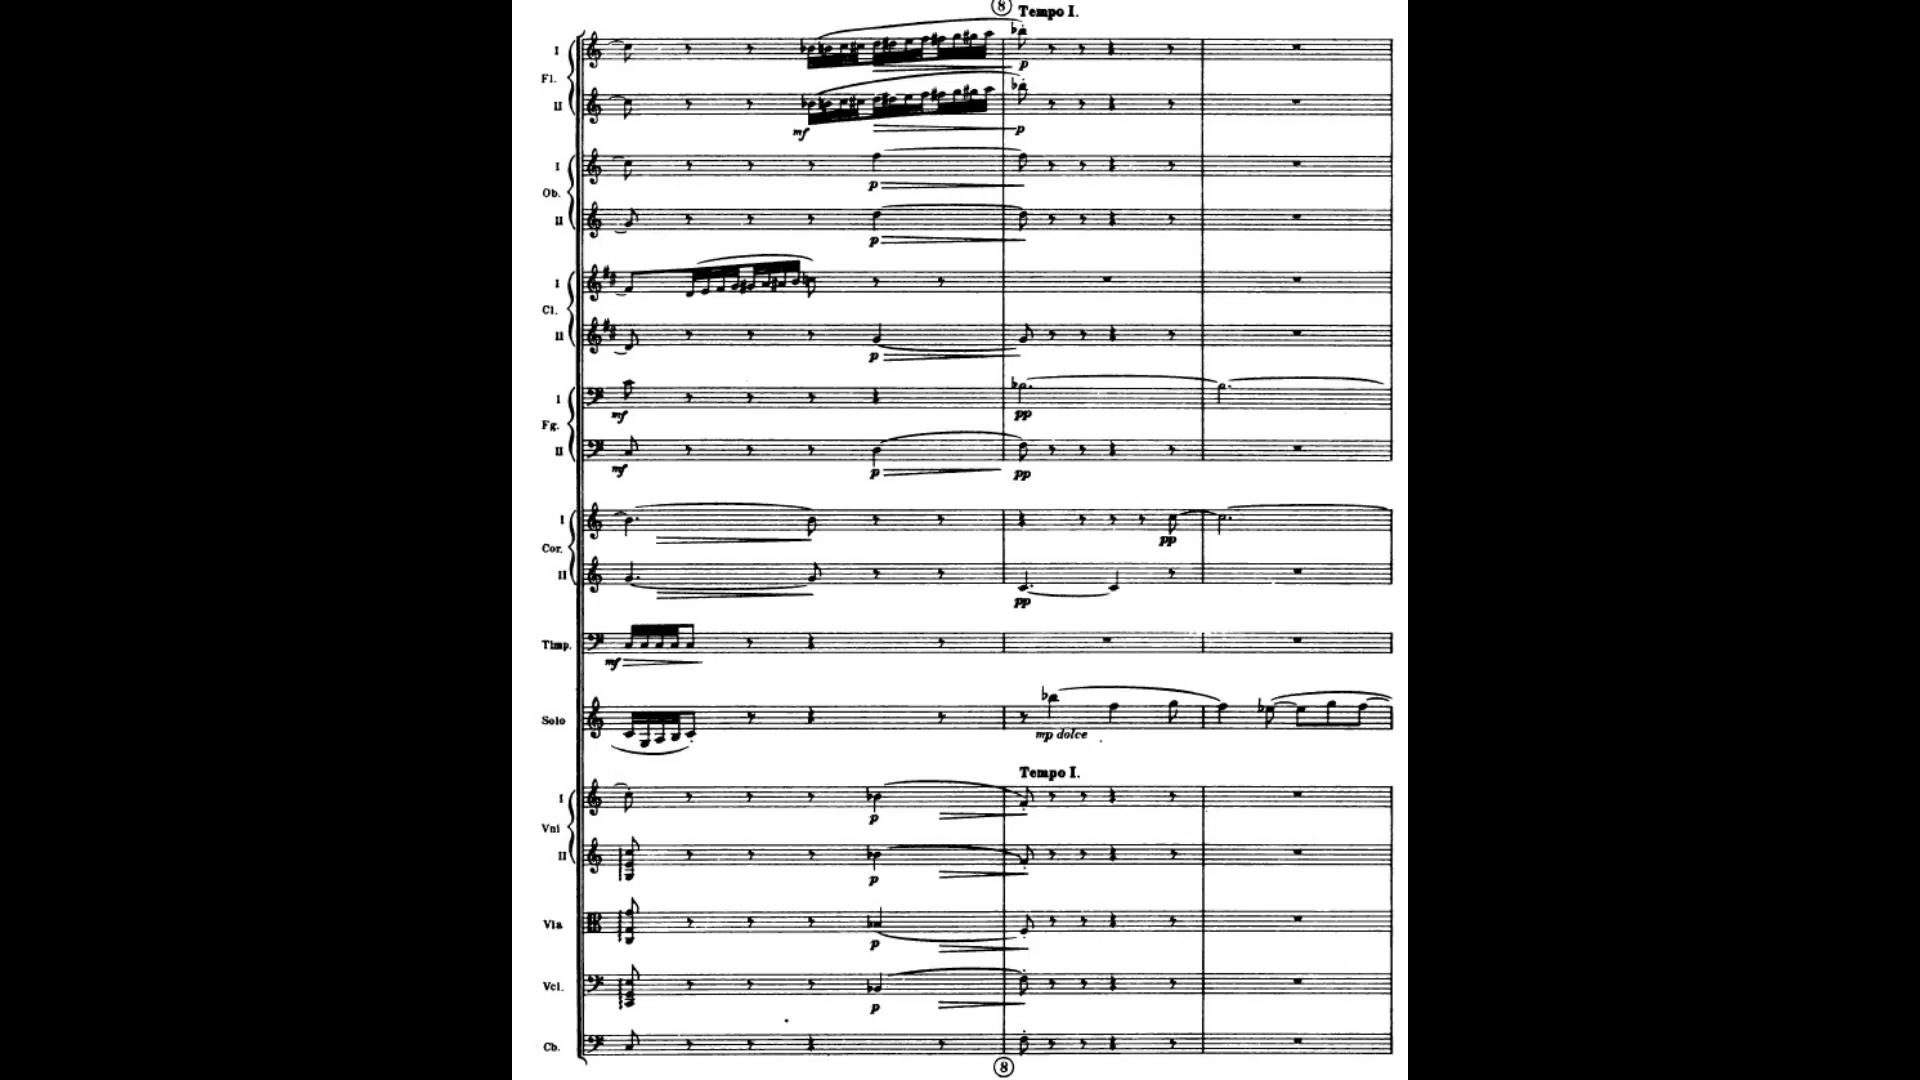 8 Tempo I.
I
p
Fl.
II
mf p
I
p
Ob.
II
p
I
Cl.
II
p
I
mf pp
Fg.
II
mf p pp
I
pp
Cor.
II
pp
Timp.
mf
Solo
mp dolce
Tempo I.
I
p
Vni
II
p
Vla
p
Vcl.
p
Cb.
8